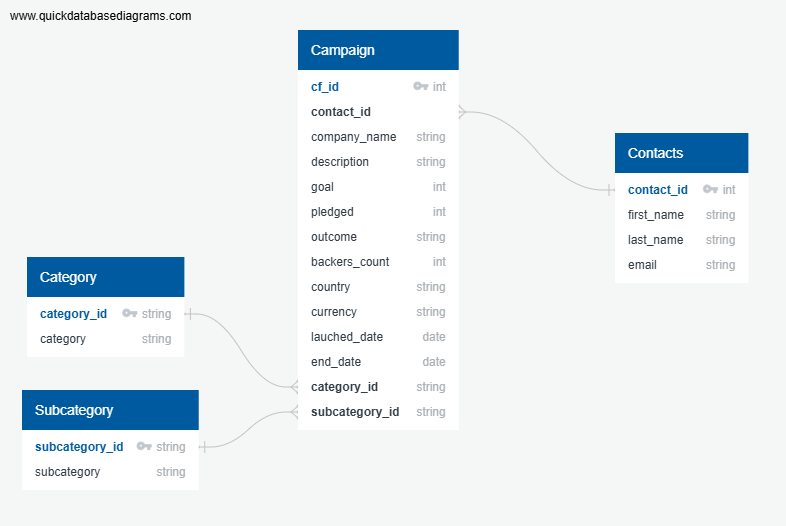 www.quickdatabasediagrams.com
Campaign
cf_id int
contact_id
company_name string
description string
goal int
pledged int
outcome string
backers_count int
country string
currency string
lauched_date date
end_date date
category_id string
subcategory_id string
Contacts
contact_id int
first_name string
last_name string
email string
Category
category_id string
category string
Subcategory
subcategory_id string
subcategory string